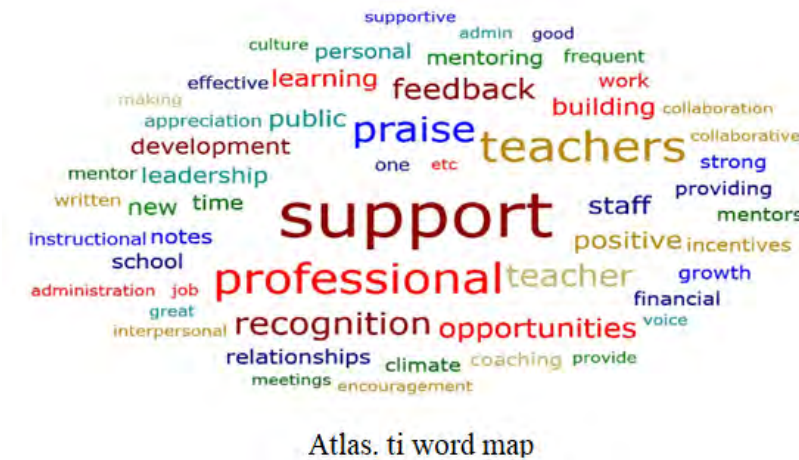 supportive
admin good
culture personal mentoring frequent
effective learning feedback work
making building collaboration
appreciation public praise teachers collaborative
development one etc strong
mentor leadership providing
written new time support staff mentors
instructional notes positive incentives
school professional teacher growth
administration job financial
great recognition opportunities voice
interpersonal
relationships climate coaching provide
meetings encouragement
Atlas. ti word map